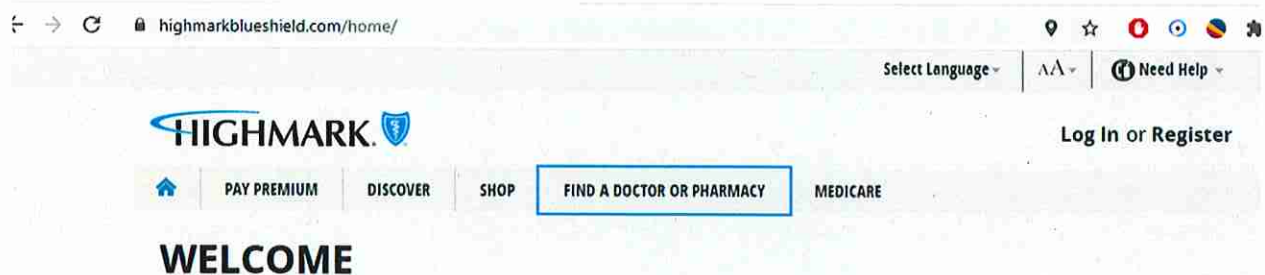 highmarkblueshield.com/home/
Select Language AA Need Help
HIGHMARK.
Log In or Register
PAY PREMIUM DISCOVER SHOP FIND A DOCTOR OR PHARMACY MEDICARE
WELCOME